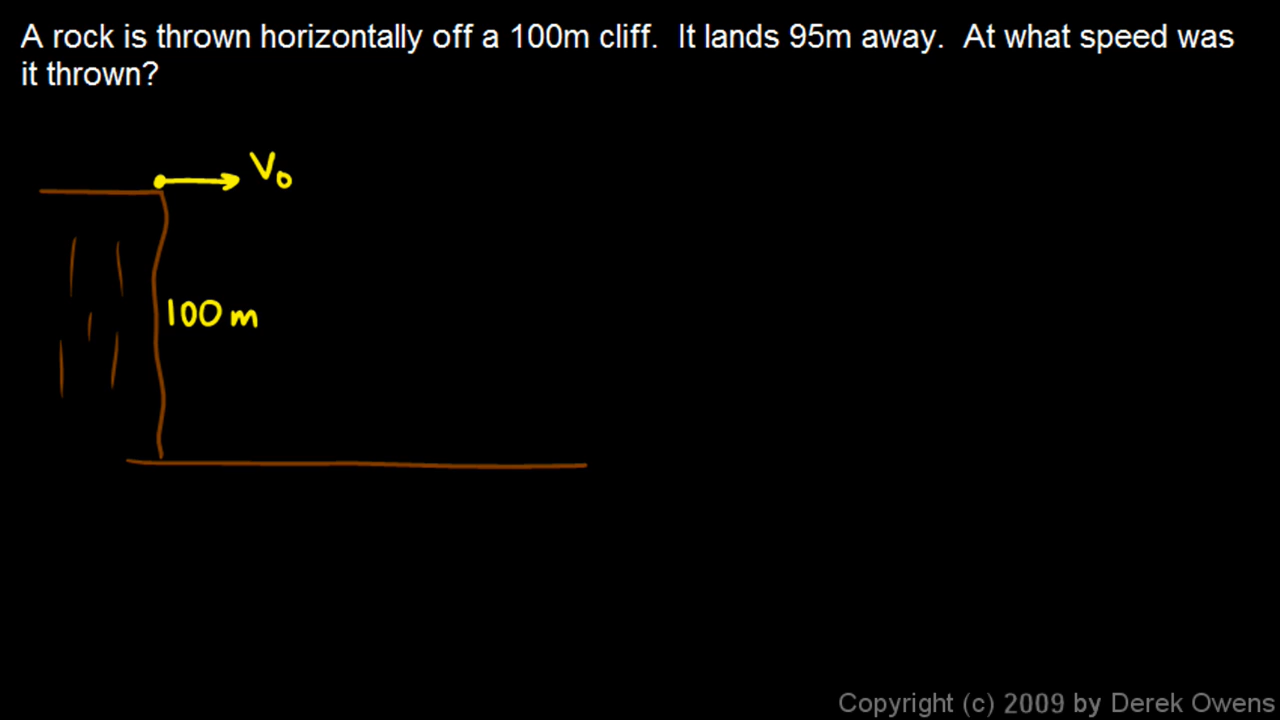 A rock is thrown horizontally off a 100m cliff.  It lands 95m away.  At what speed was
it thrown?
V₀
100 m
Copyright (c) 2009 by Derek Owens